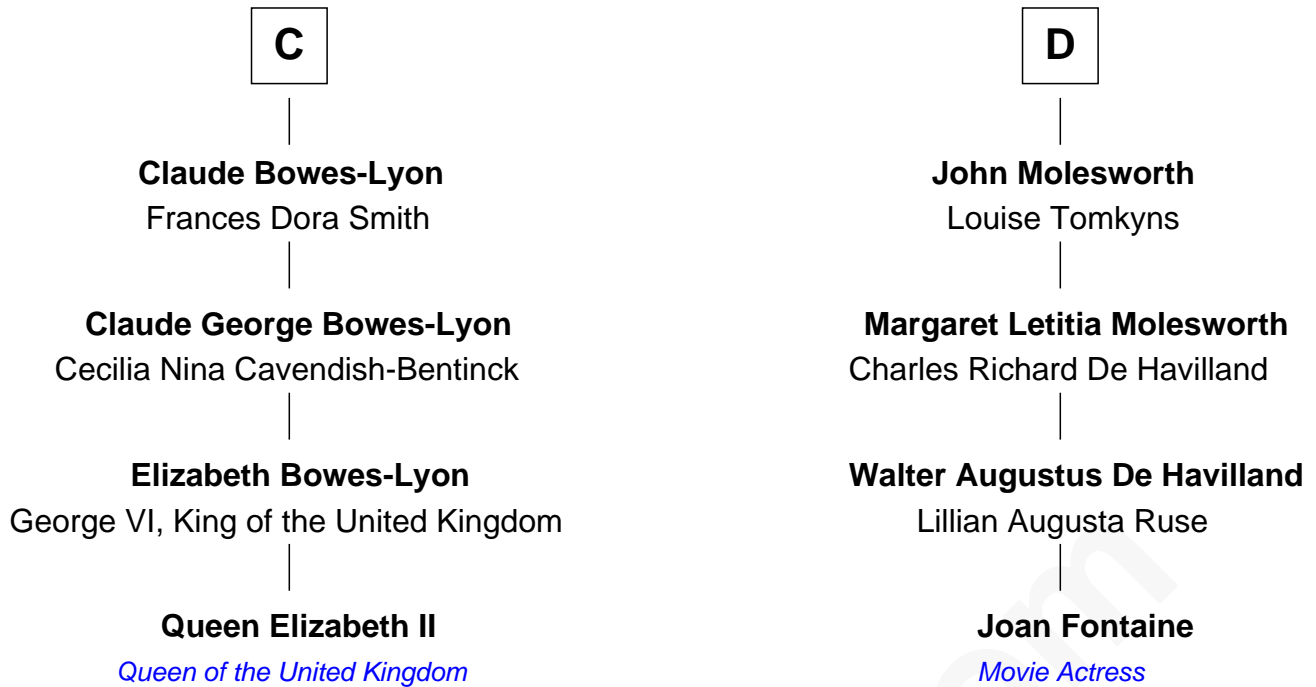 C
Claude Bowes-Lyon
Frances Dora Smith
Claude George Bowes-Lyon
Cecilia Nina Cavendish-Bentinck
Elizabeth Bowes-Lyon
George VI, King of the United Kingdom
Queen Elizabeth II
Queen of the United Kingdom
D
John Molesworth
Louise Tomkyns
Margaret Letitia Molesworth
Charles Richard De Havilland
Walter Augustus De Havilland
Lillian Augusta Ruse
Joan Fontaine
Movie Actress